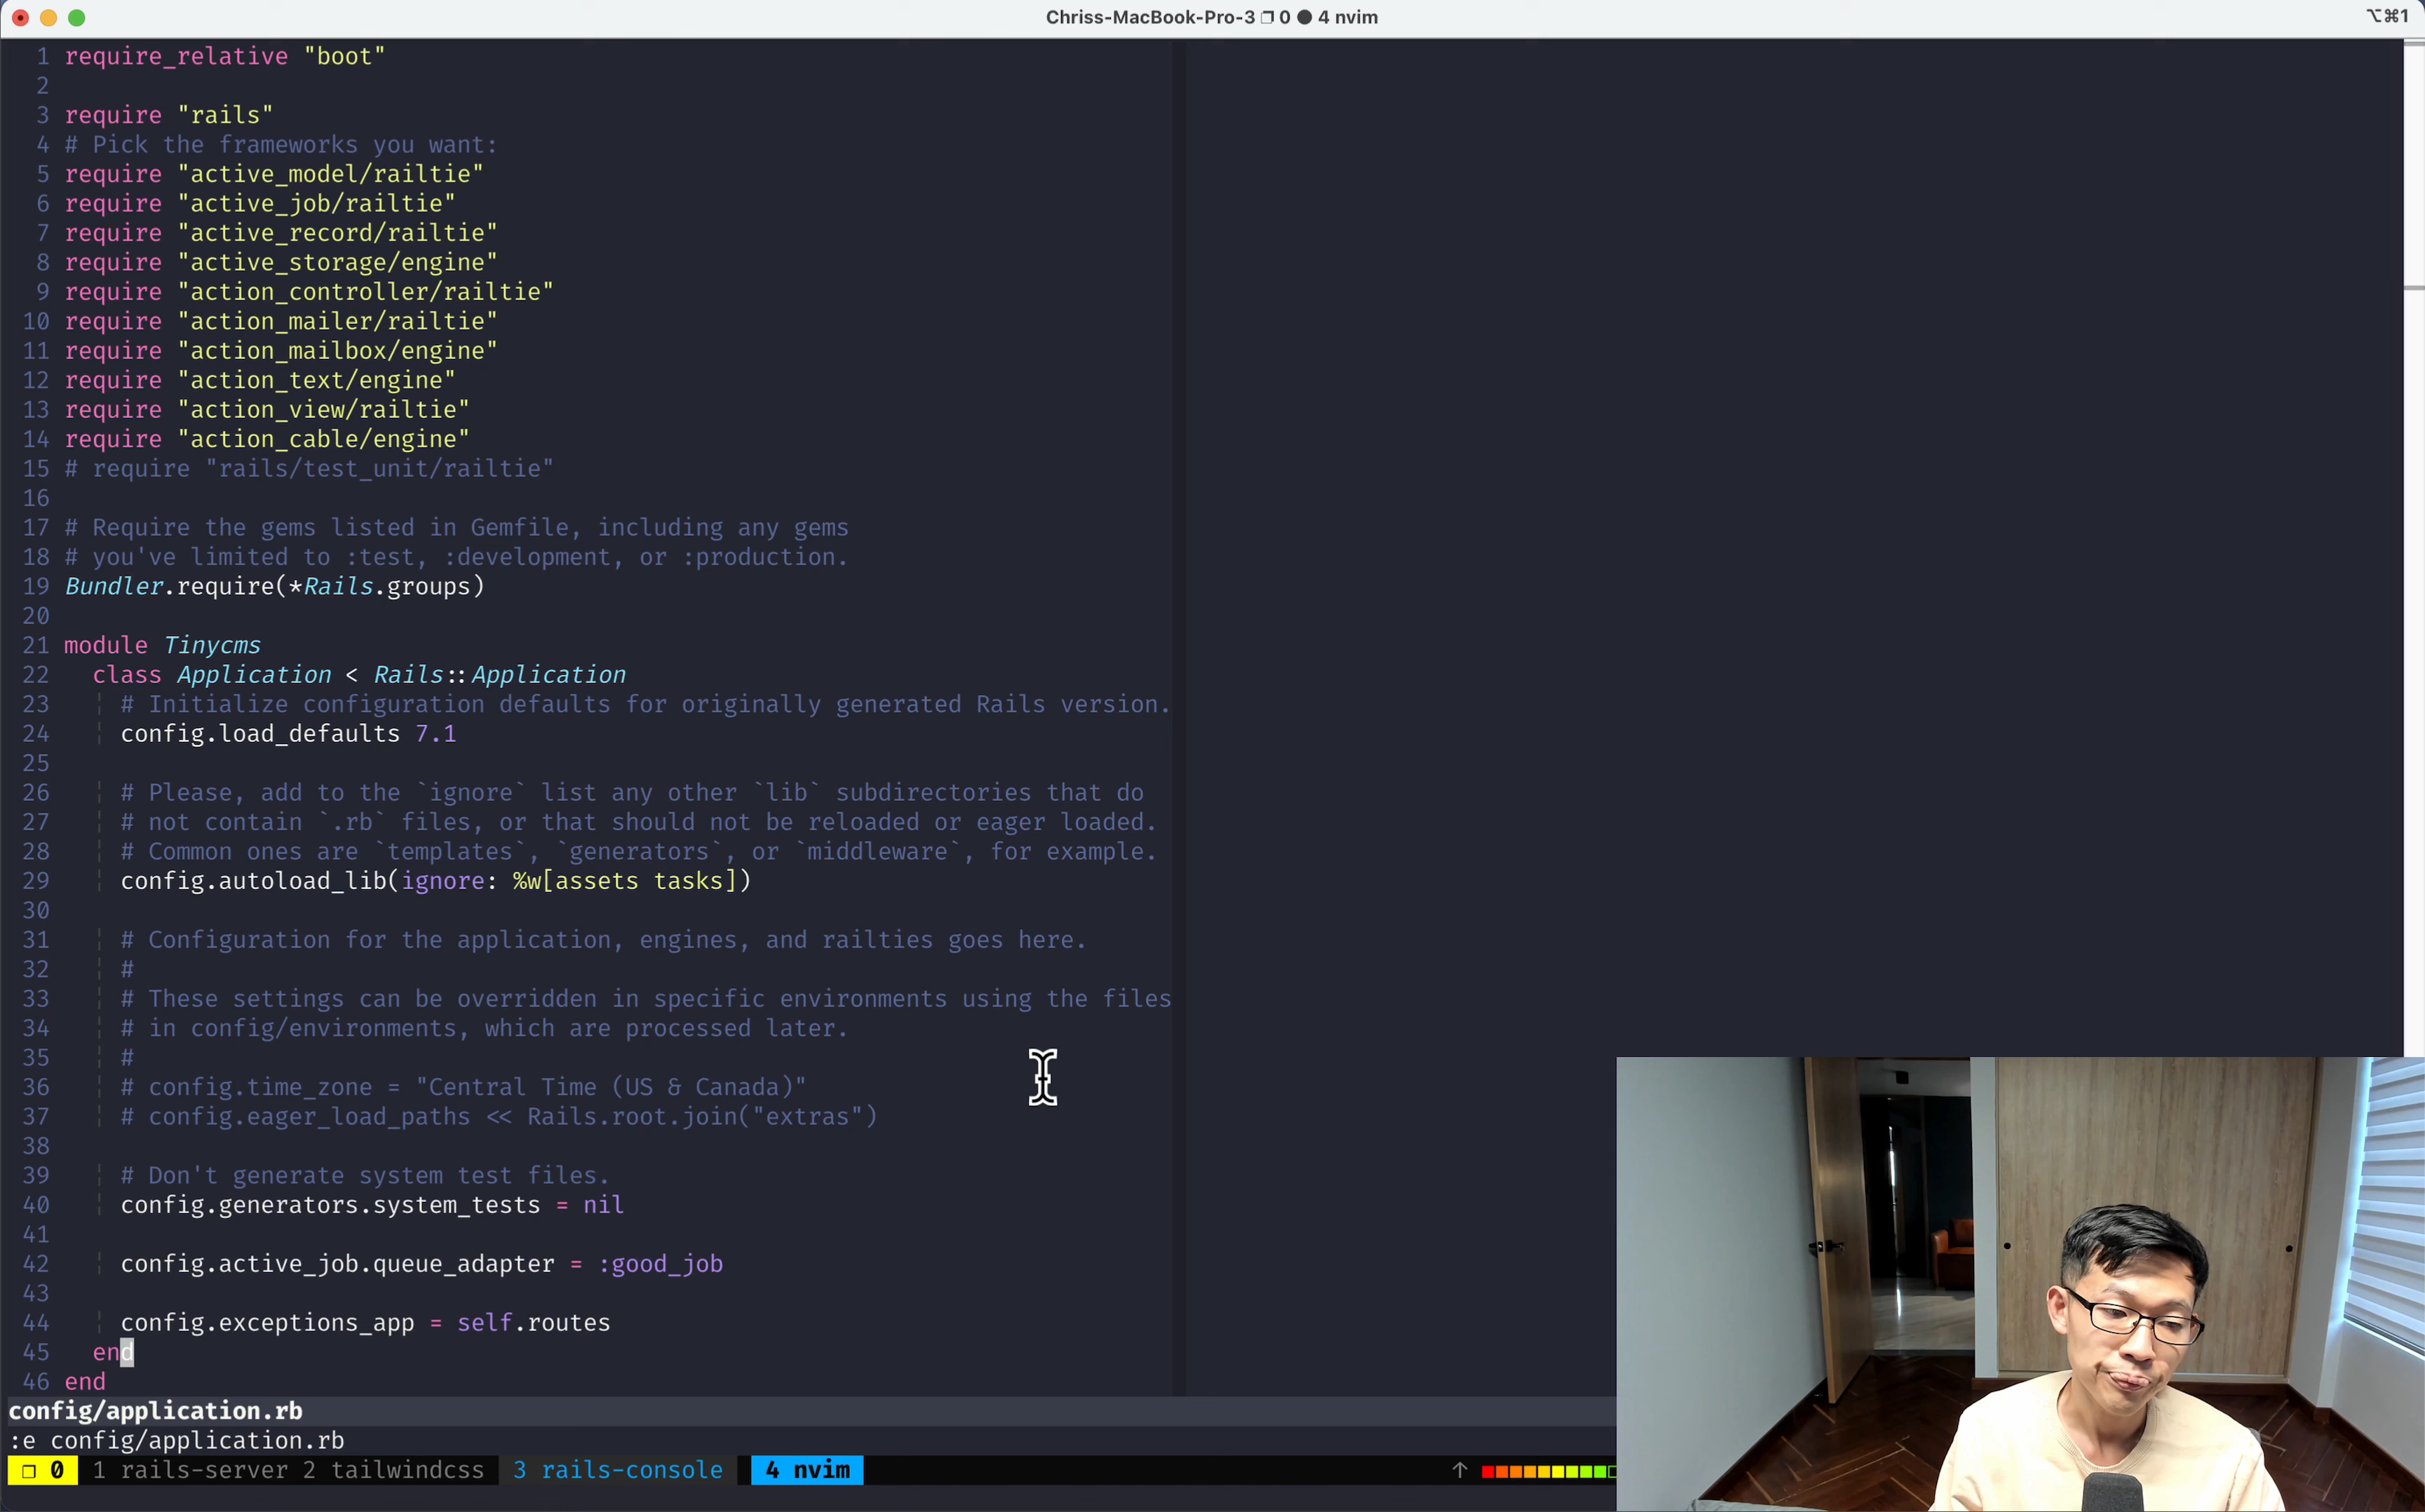 Chriss-MacBook-Pro-3 ❐ 0 ● 4 nvim
⌥⌘1
1 require_relative "boot"
2
3 require "rails"
4 # Pick the frameworks you want:
5 require "active_model/railtie"
6 require "active_job/railtie"
7 require "active_record/railtie"
8 require "active_storage/engine"
9 require "action_controller/railtie"
10 require "action_mailer/railtie"
11 require "action_mailbox/engine"
12 require "action_text/engine"
13 require "action_view/railtie"
14 require "action_cable/engine"
15 # require "rails/test_unit/railtie"
16
17 # Require the gems listed in Gemfile, including any gems
18 # you've limited to :test, :development, or :production.
19 Bundler.require(*Rails.groups)
20
21 module Tinycms
22   class Application < Rails::Application
23     # Initialize configuration defaults for originally generated Rails version.
24     config.load_defaults 7.1
25
26     # Please, add to the `ignore` list any other `lib` subdirectories that do
27     # not contain `.rb` files, or that should not be reloaded or eager loaded.
28     # Common ones are `templates`, `generators`, or `middleware`, for example.
29     config.autoload_lib(ignore: %w[assets tasks])
30
31     # Configuration for the application, engines, and railties goes here.
32     #
33     # These settings can be overridden in specific environments using the files
34     # in config/environments, which are processed later.
35     #
36     # config.time_zone = "Central Time (US & Canada)"
37     # config.eager_load_paths << Rails.root.join("extras")
38
39     # Don't generate system test files.
40     config.generators.system_tests = nil
41
42     config.active_job.queue_adapter = :good_job
43
44     config.exceptions_app = self.routes
45   end
46 end
config/application.rb
:e config/application.rb
❐ 0 1 rails-server 2 tailwindcss 3 rails-console 4 nvim ↑